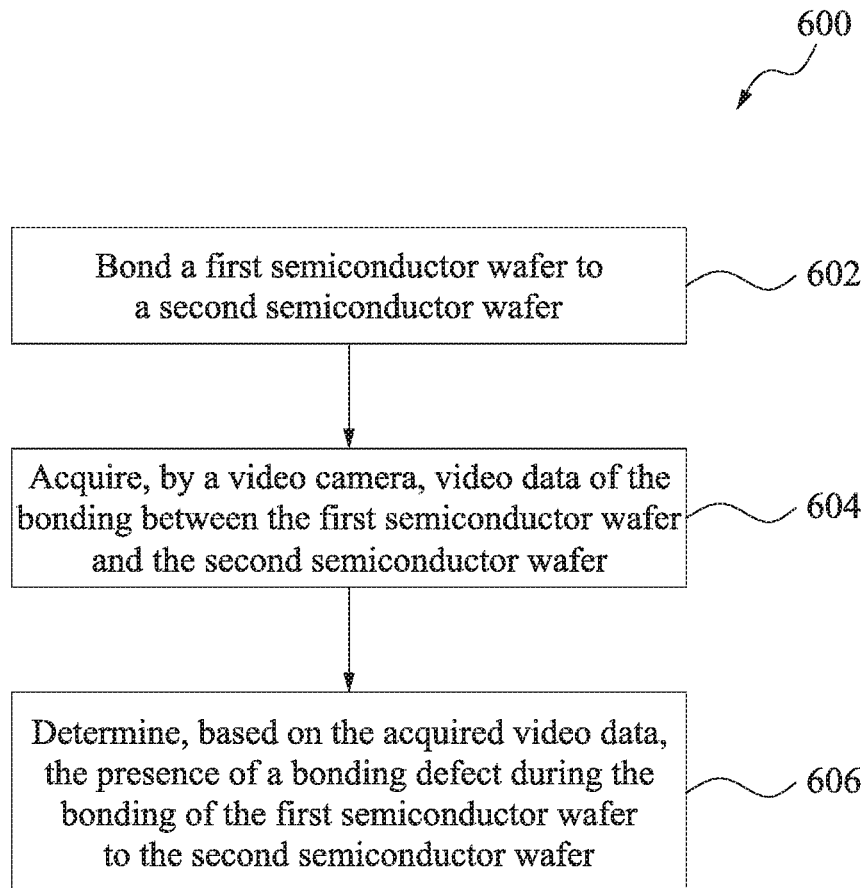 600
Bond a first semiconductor wafer to
a second semiconductor wafer
602
Acquire, by a video camera, video data of the
bonding between the first semiconductor wafer
and the second semiconductor wafer
604
Determine, based on the acquired video data,
the presence of a bonding defect during the
bonding of the first semiconductor wafer
to the second semiconductor wafer
606